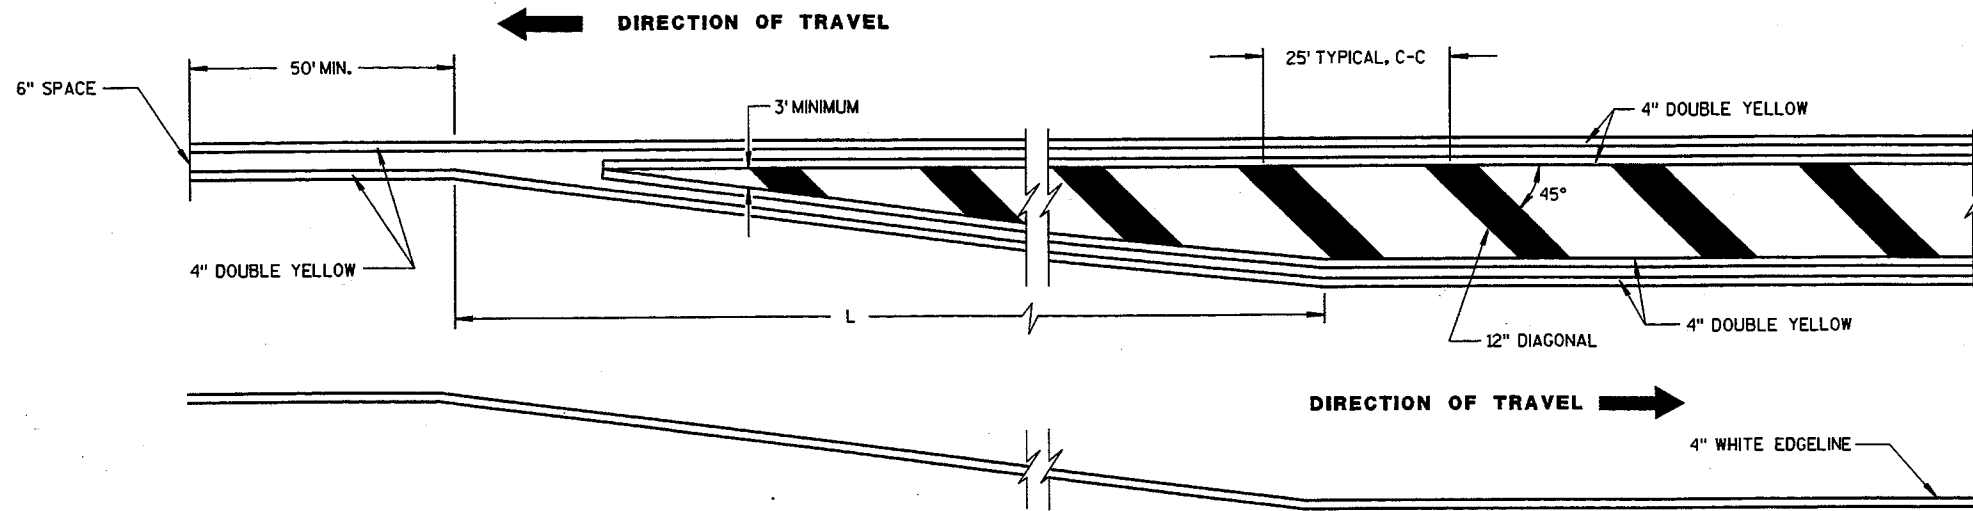 DIRECTION OF TRAVEL
50' MIN.
25' TYPICAL, C-C
6" SPACE
3' MINIMUM
4" DOUBLE YELLOW
45°
4" DOUBLE YELLOW
L
4" DOUBLE YELLOW
12" DIAGONAL
DIRECTION OF TRAVEL
4" WHITE EDGELINE